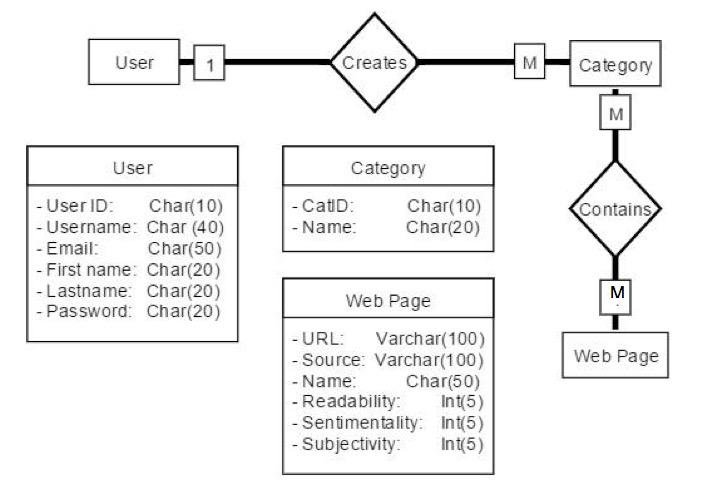 User 1 Creates M Category
M
Contains
M
Web Page
User
- User ID: Char(10)
- Username: Char (40)
- Email: Char(50)
- First name: Char(20)
- Lastname: Char(20)
- Password: Char(20)
Category
- CatID: Char(10)
- Name: Char(20)
Web Page
- URL: Varchar(100)
- Source: Varchar(100)
- Name: Char(50)
- Readability: Int(5)
- Sentimentality: Int(5)
- Subjectivity: Int(5)